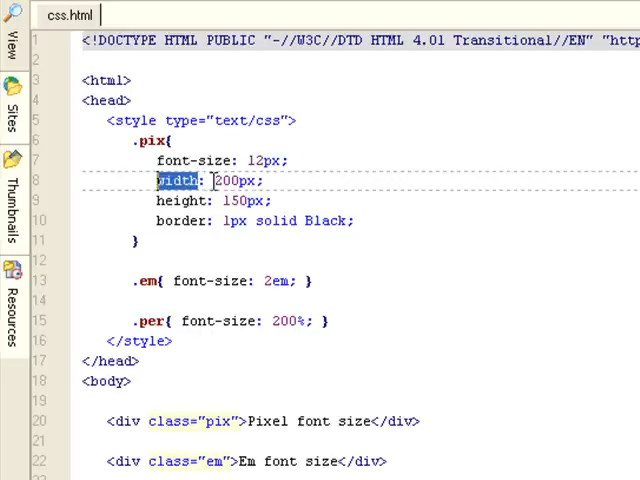 css.html
View
Sites
Thumbnails
Resources
1 <!DOCTYPE HTML PUBLIC "-//W3C//DTD HTML 4.01 Transitional//EN" "http
2
3 <html>
4 <head>
5 <style type="text/css">
6 .pix{
7 font-size: 12px;
8 width: 200px;
9 height: 150px;
10 border: 1px solid Black;
11 }
12
13 .em{ font-size: 2em; }
14
15 .per{ font-size: 200%; }
16 </style>
17 </head>
18 <body>
19
20 <div class="pix">Pixel font size</div>
21
22 <div class="em">Em font size</div>
23